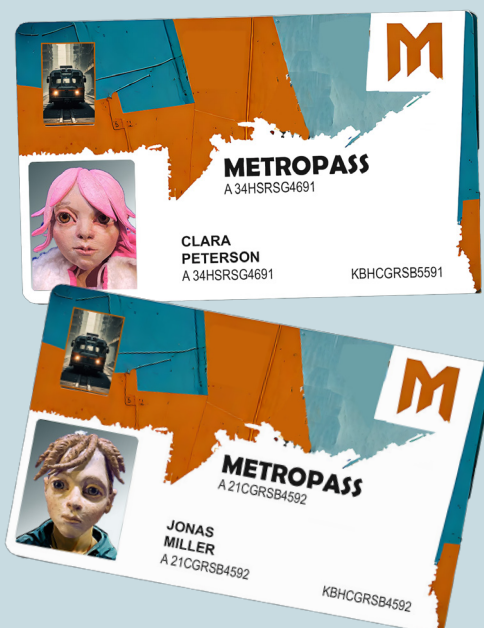 M
METROPASS
A 34HSRSG4691
CLARA
PETERSON
A 34HSRSG4691
KBHCGRSB5591
M
METROPASS
A 21CGRSB4592
JONAS
MILLER
A 21CGRSB4592
KBHCGRSB4592